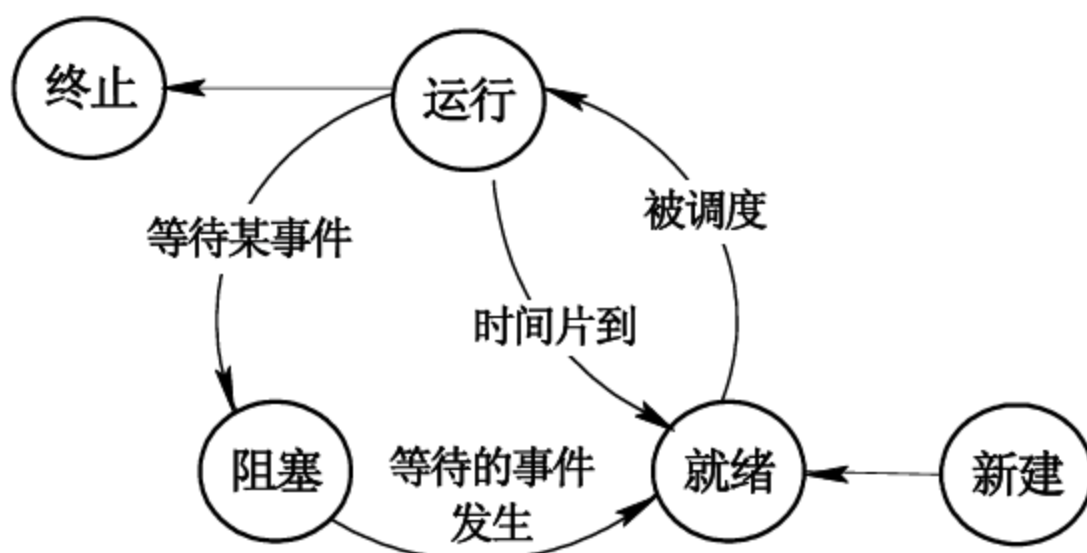 终止
运行
被调度
等待某事件
时间片到
阻塞
等待的事件
发生
就绪
新建